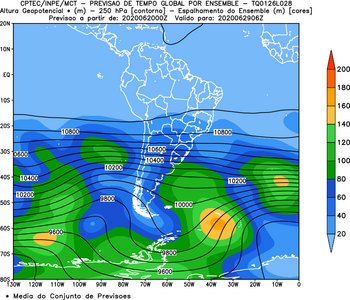 CPTEC/INPE/MCT - PREVISAO DE TEMPO GLOBAL POR ENSEMBLE - TQ0126L028
Altura Geopotencial * (m) - 250 hPa [contorno] - Espalhamento do Ensemble (m) [cores]
Previsao a partir de: 2020062000Z Valido para: 2020062906Z
20N
10N
EQ
10S
20S
30S
40S
50S
60S
70S
80S
130W 120W 110W 100W 90W 80W 70W 60W 50W 40W 30W 20W 10W 0
10800
10800
10600
10600
10400
10400
10200
10200
10200
10000
9800
9800
9600
9600
200
180
160
140
120
100
80
60
40
20
* Media do Conjunto de Previsoes